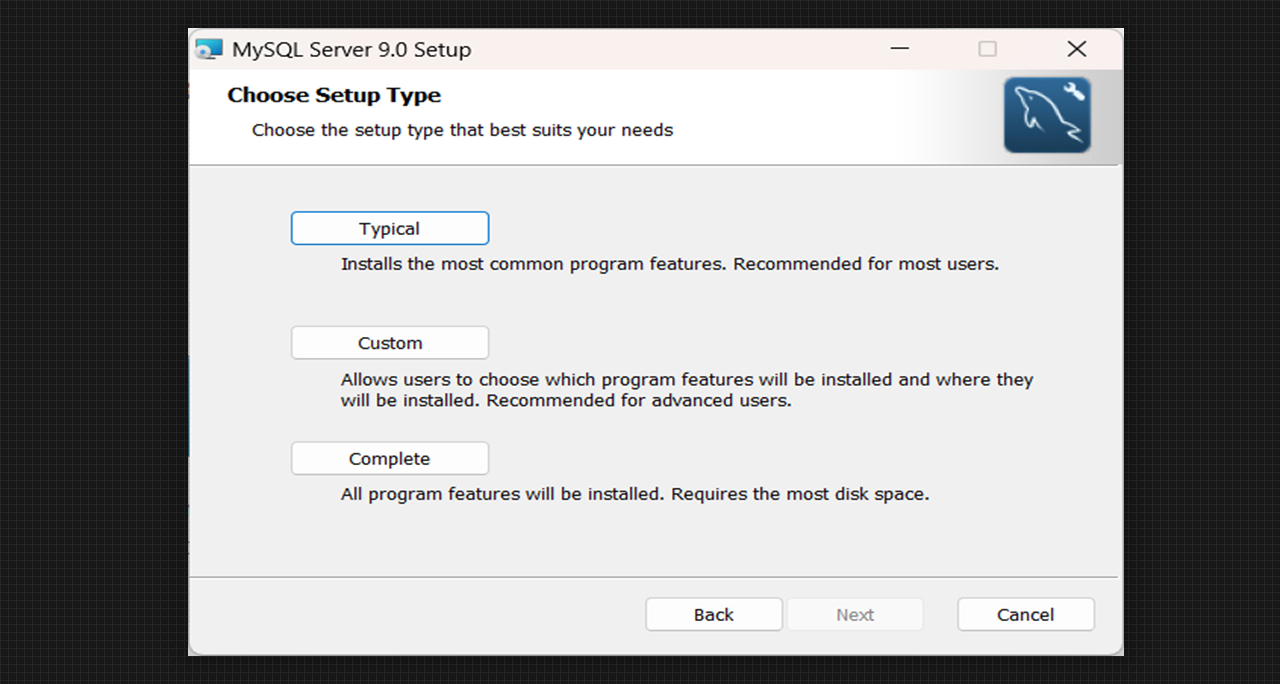 MySQL Server 9.0 Setup
Choose Setup Type
Choose the setup type that best suits your needs
Typical
Installs the most common program features. Recommended for most users.
Custom
Allows users to choose which program features will be installed and where they
will be installed. Recommended for advanced users.
Complete
All program features will be installed. Requires the most disk space.
Back Next Cancel